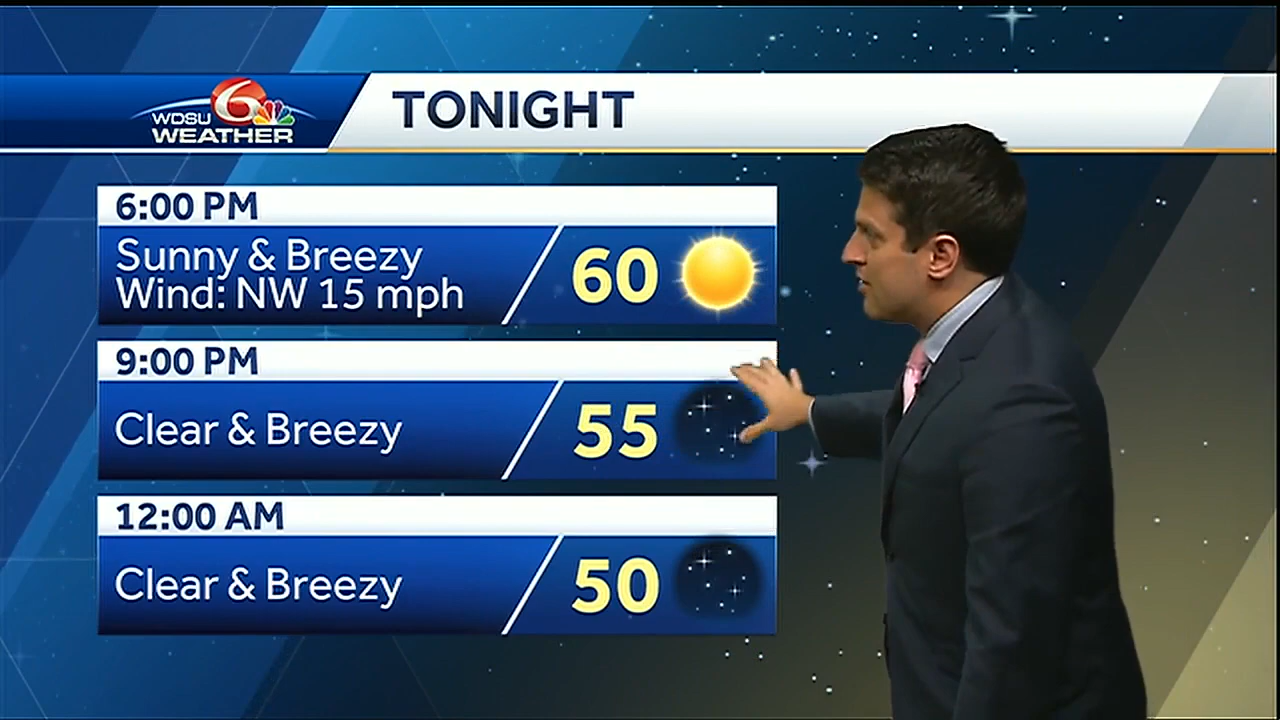 WDSU 6
WEATHER
TONIGHT
6:00 PM
Sunny & Breezy
Wind: NW 15 mph
60
9:00 PM
Clear & Breezy
55
12:00 AM
Clear & Breezy
50